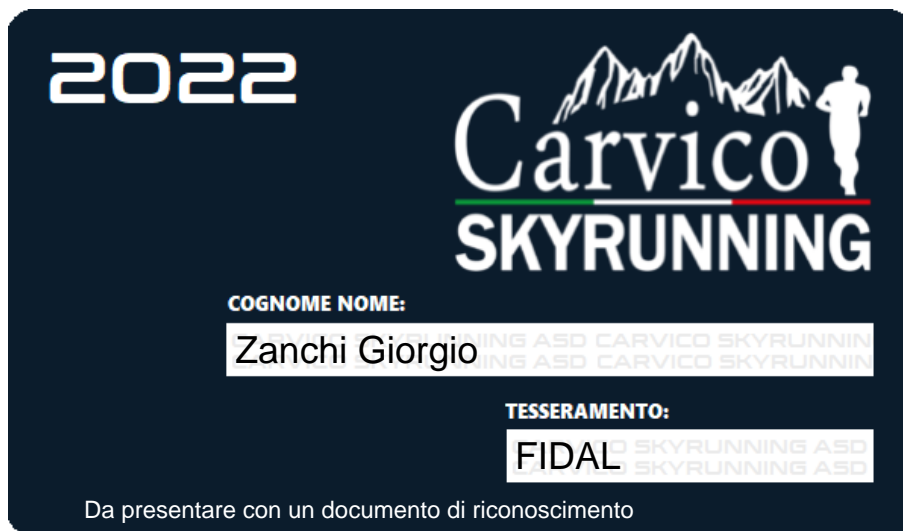 2022
Carvico
SKYRUNNING
COGNOME NOME:
Zanchi Giorgio
TESSERAMENTO:
FIDAL
Da presentare con un documento di riconoscimento